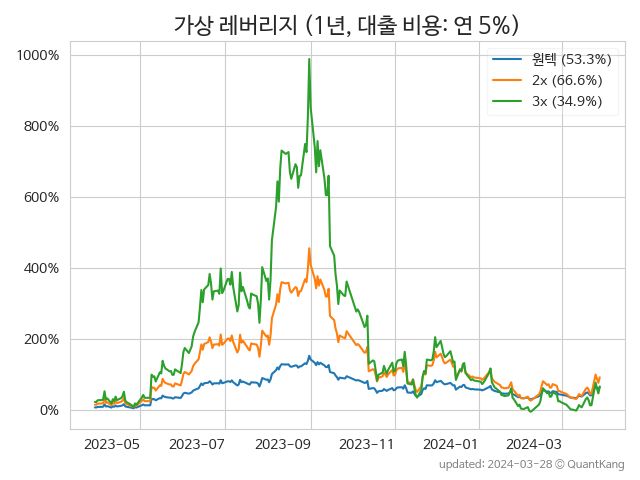 가상 레버리지 (1년, 대출 비용: 연 5%)
1000%
800%
600%
400%
200%
0%
원텍 (53.3%)
2x (66.6%)
3x (34.9%)
2023-05 2023-07 2023-09 2023-11 2024-01 2024-03
updated: 2024-03-28 © QuantKang